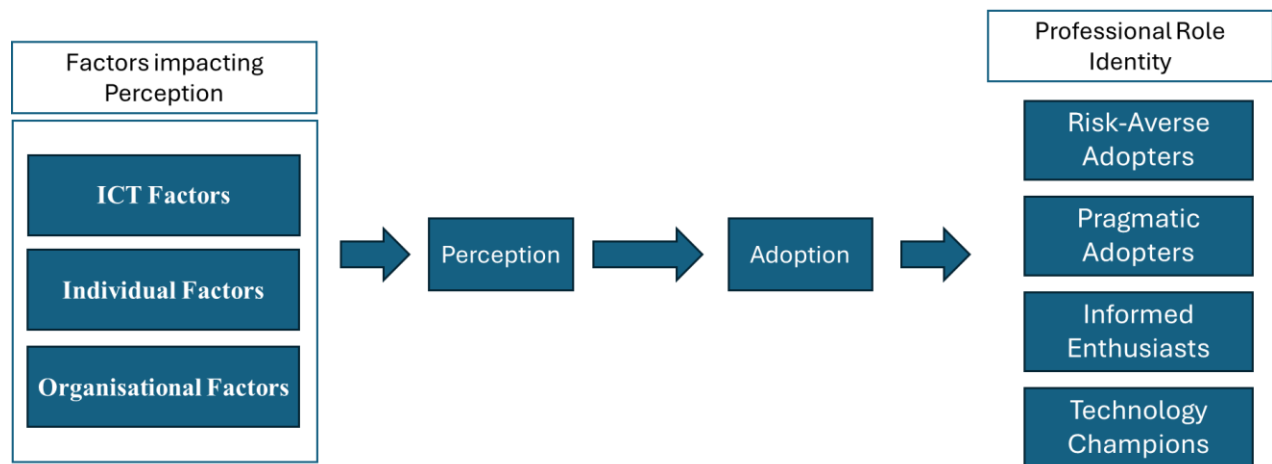 Factors impacting
Perception
ICT Factors
Individual Factors
Organisational Factors
Perception
Adoption
Professional Role
Identity
Risk-Averse
Adopters
Pragmatic
Adopters
Informed
Enthusiasts
Technology
Champions